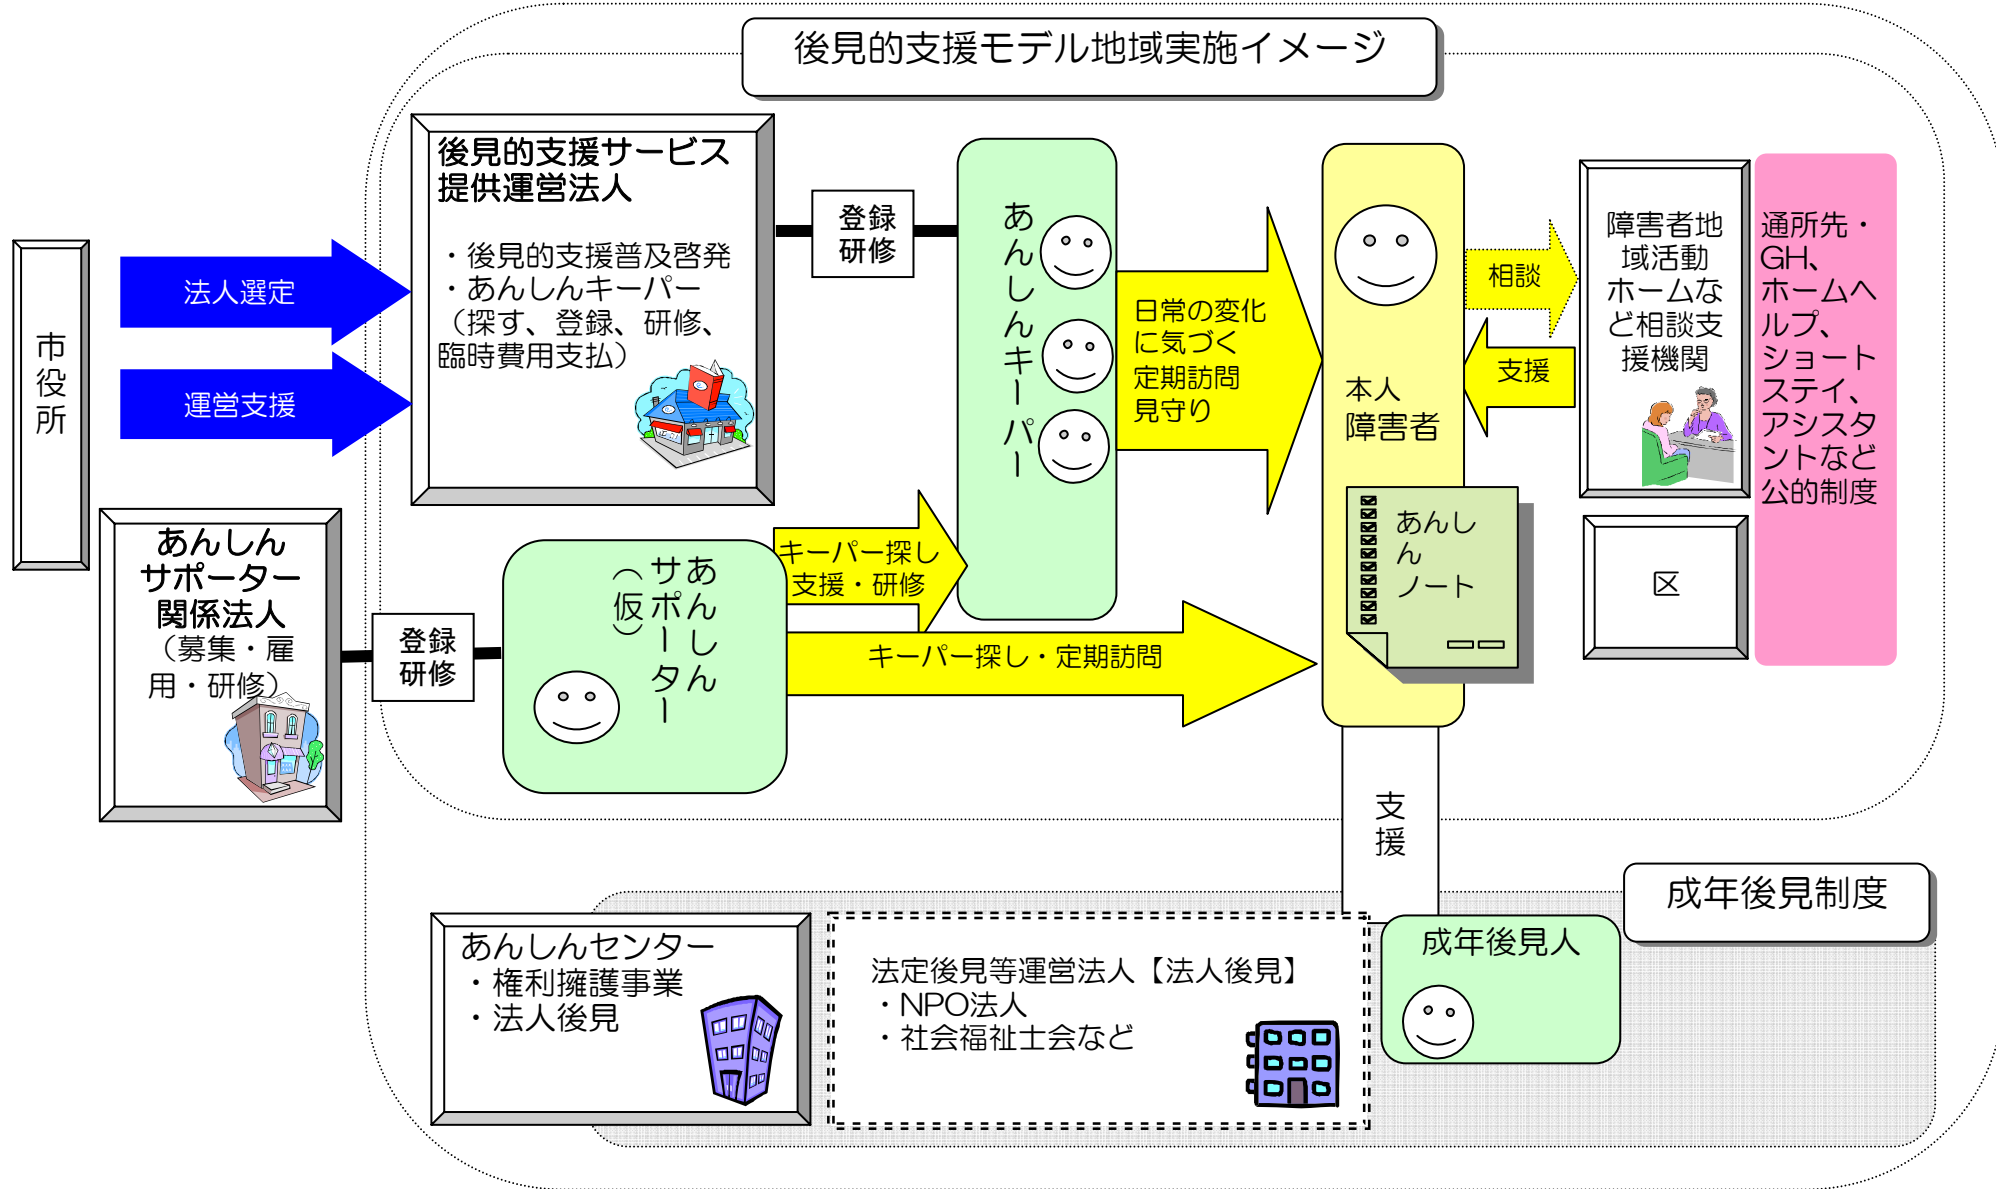 後見的支援モデル地域実施イメージ
市役所
法人選定
運営支援
後見的支援サービス
提供運営法人
・後見的支援普及啓発
・あんしんキーパー
（探す、登録、研修、
臨時費用支払）
登録
研修
あんしんキーパー
日常の変化
に気づく
定期訪問
見守り
本人
障害者
相談
支援
障害者地
域活動
ホームな
ど相談支
援機関
通所先・
GH、
ホームヘ
ルプ、
ショート
ステイ、
アシスタ
ントなど
公的制度
区
あんし
ん
ノート
あんしん
サポーター
関係法人
（募集・雇
用・研修）
登録
研修
あんしん
サポーター
（仮）
キーパー探し
支援・研修
キーパー探し・定期訪問
支援
成年後見制度
あんしんセンター
・権利擁護事業
・法人後見
法定後見等運営法人【法人後見】
・NPO法人
・社会福祉士会など
成年後見人